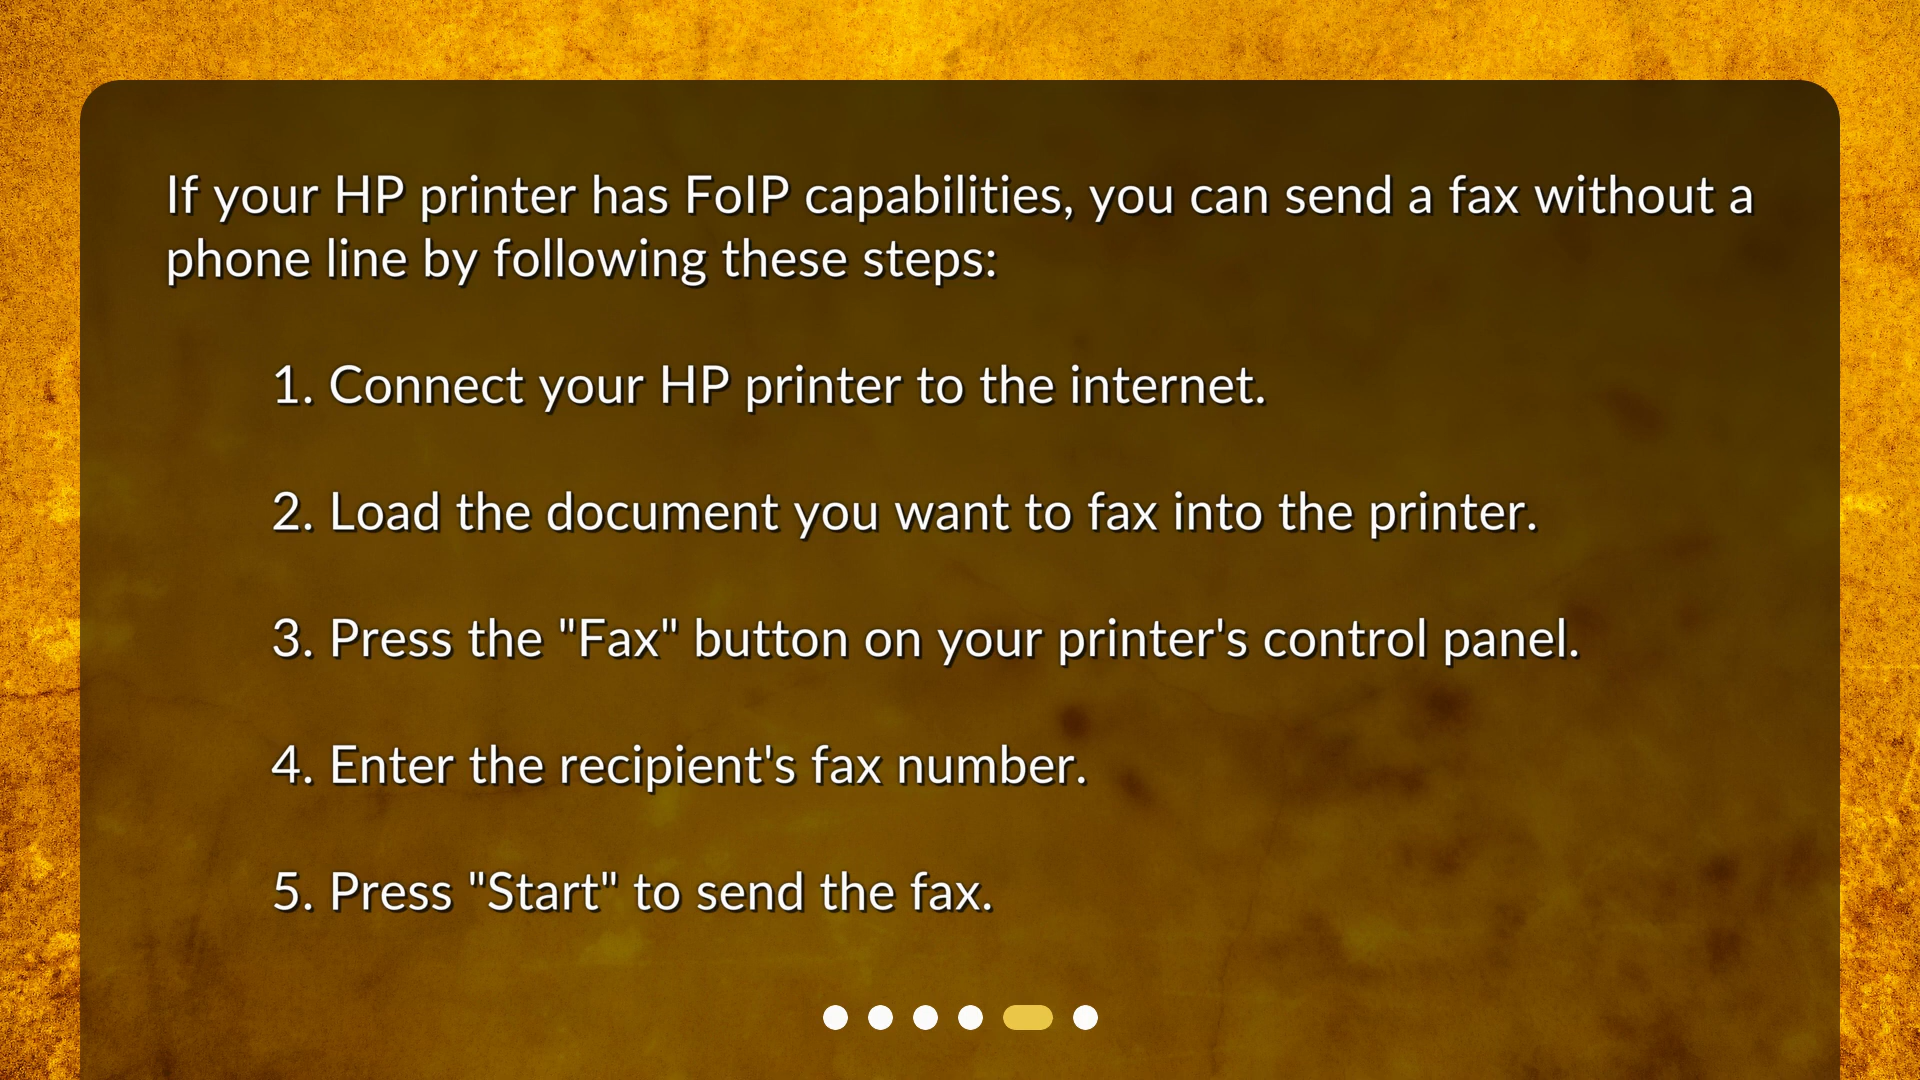 If your HP printer has FoIP capabilities, you can send a fax without a
phone line by following these steps:
1. Connect your HP printer to the internet.
2. Load the document you want to fax into the printer.
3. Press the "Fax" button on your printer's control panel.
4. Enter the recipient's fax number.
5. Press "Start" to send the fax.